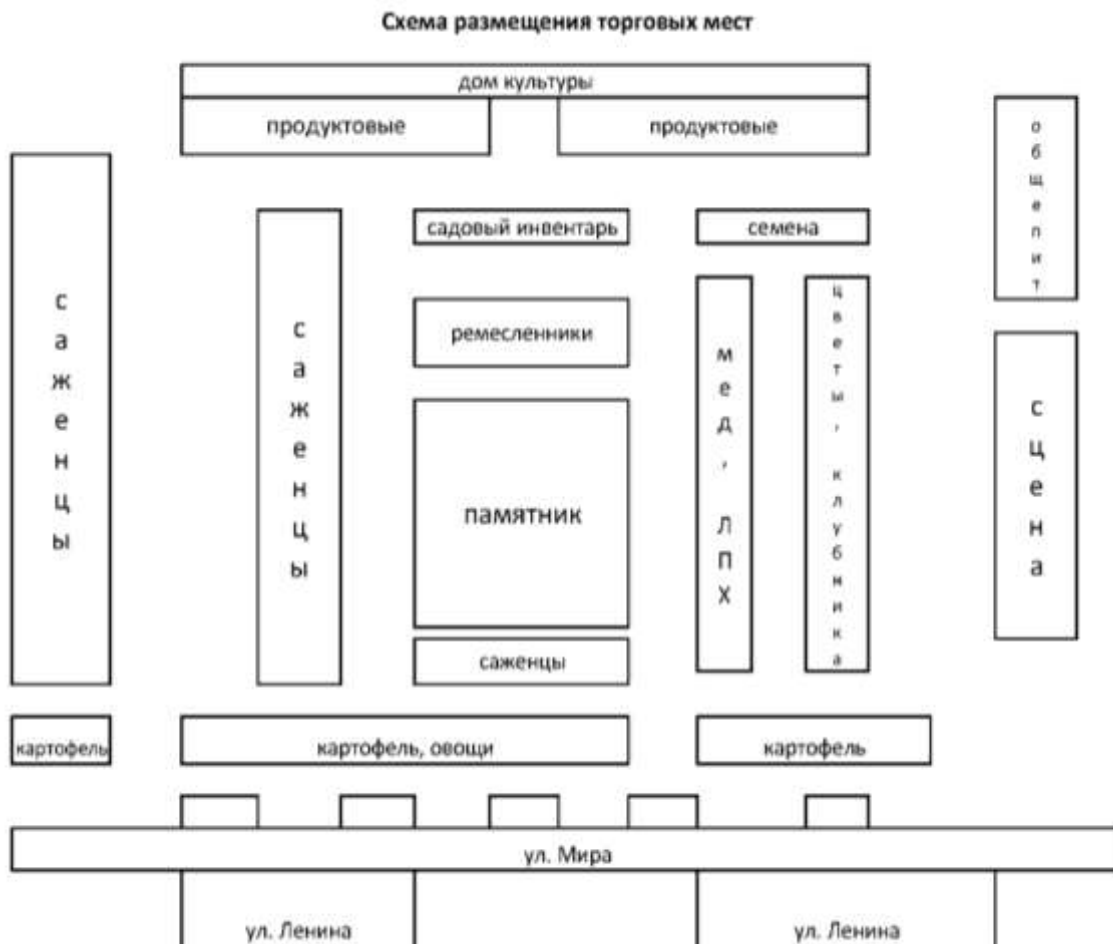 Схема размещения торговых мест
дом культуры
продуктовые
продуктовые
общепит
садовый инвентарь
семена
саженцы
саженцы
ремесленники
мед, ЛПХ
цветы, клубника
сцена
памятник
саженцы
картофель
картофель, овощи
картофель
ул. Мира
ул. Ленина
ул. Ленина